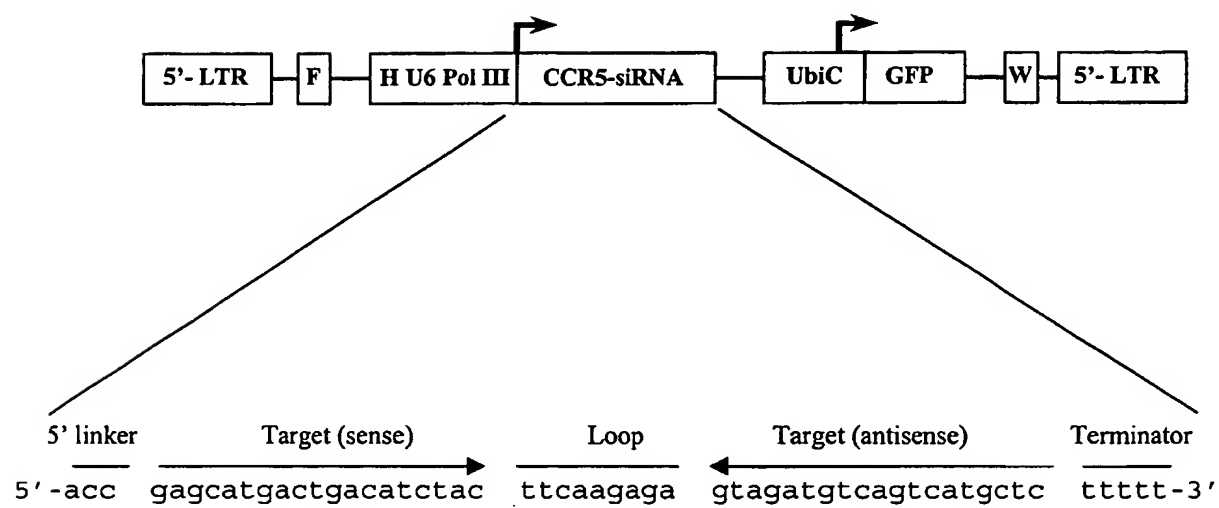 5'- LTR F H U6 Pol III CCR5-siRNA UbiC GFP W 5'- LTR
5' linker Target (sense) Loop Target (antisense) Terminator
5'-acc gagcatgactgacatctac ttcaagaga gtagatgtcagtcatgctc ttttt-3'